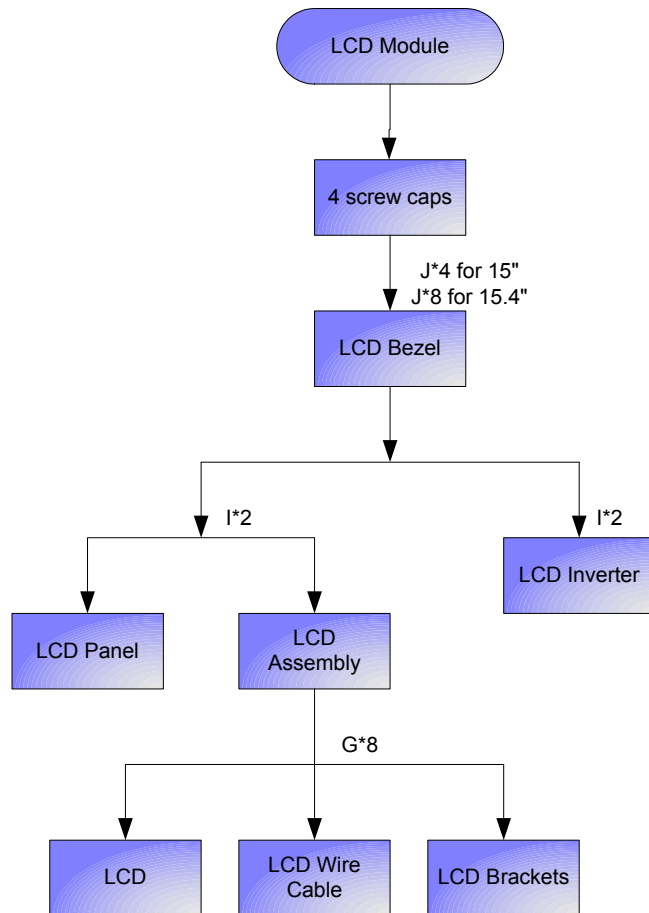 LCD Module
4 screw caps
J*4 for 15"
J*8 for 15.4"
LCD Bezel
I*2
I*2
LCD Inverter
LCD Panel
LCD
Assembly
G*8
LCD
LCD Wire
Cable
LCD Brackets